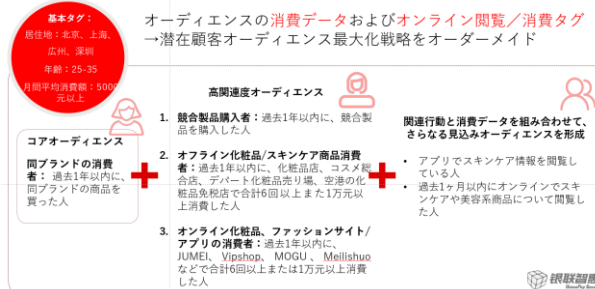 基本タグ：
居住地：北京、上海、
広州、深圳
年齢：25-35
月間平均消費額：5000
元以上
オーディエンスの消費データおよびオンライン閲覧／消費タグ
→潜在顧客オーディエンス最大化戦略をオーダーメイド
コアオーディエンス
同ブランドの消費
者： 過去1年以内に、
同ブランドの商品を
買った人
高関連度オーディエンス
1. 競合製品購入者：過去1年以内に、競合製
品を購入した人
2. オフライン化粧品/スキンケア商品消費
者：過去1年以内に、化粧品店、コスメ総
合店、デパート化粧品売り場、空港の化粧
品免税店で合計6回以上また1万元以
上消費した人
3. オンライン化粧品、ファッションサイト/
アプリの消費者：過去1年以内に、
JUMEI、 Vipshop、 MOGU 、 Meilishuo
などで合計6回以上または1万元以上消費
した人
関連行動と消費データを組み合わせて、
さらなる見込みオーディエンスを形成
• アプリでスキンケア情報を閲覧し
ている人
• 過去1ヶ月以内にオンラインでスキ
ンケアや美容系商品について閲覧し
た人
银联智惠